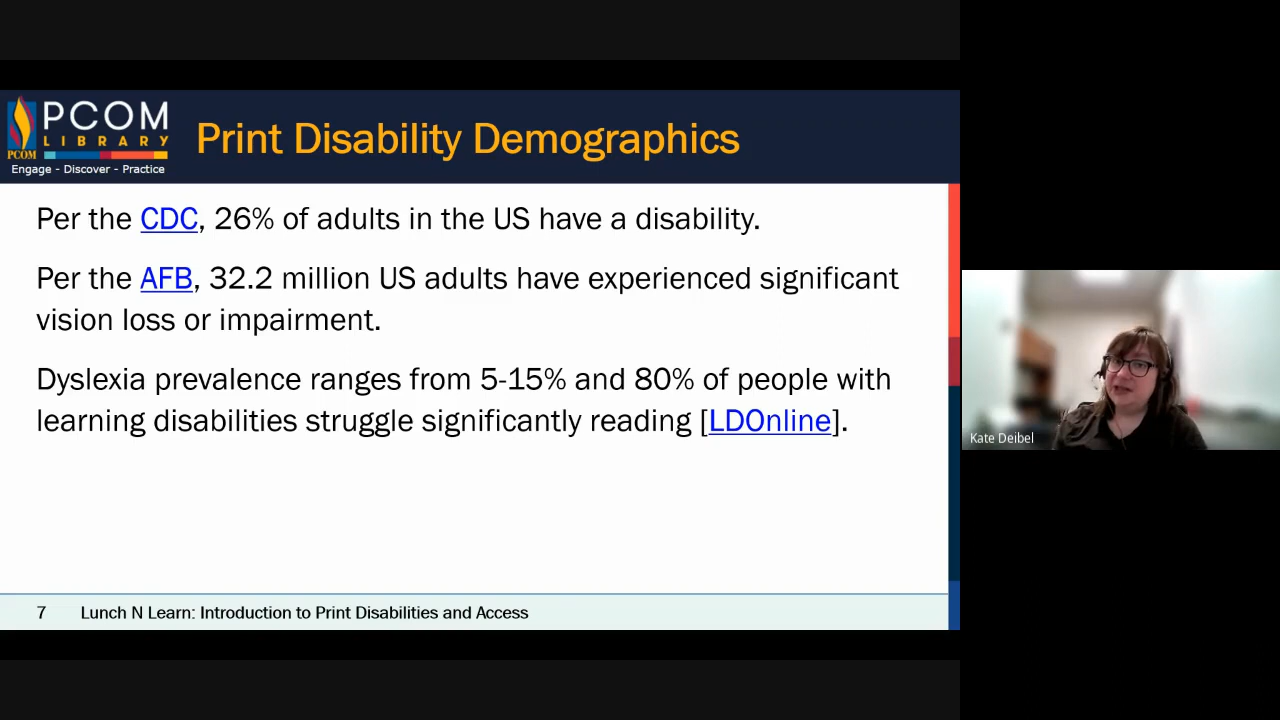 PCOM
LIBRARY
PCOM
Engage - Discover - Practice
Print Disability Demographics
Per the CDC, 26% of adults in the US have a disability.
Per the AFB, 32.2 million US adults have experienced significant
vision loss or impairment.
Dyslexia prevalence ranges from 5-15% and 80% of people with
learning disabilities struggle significantly reading [LDOnline].
Kate Deibel
7 Lunch N Learn: Introduction to Print Disabilities and Access